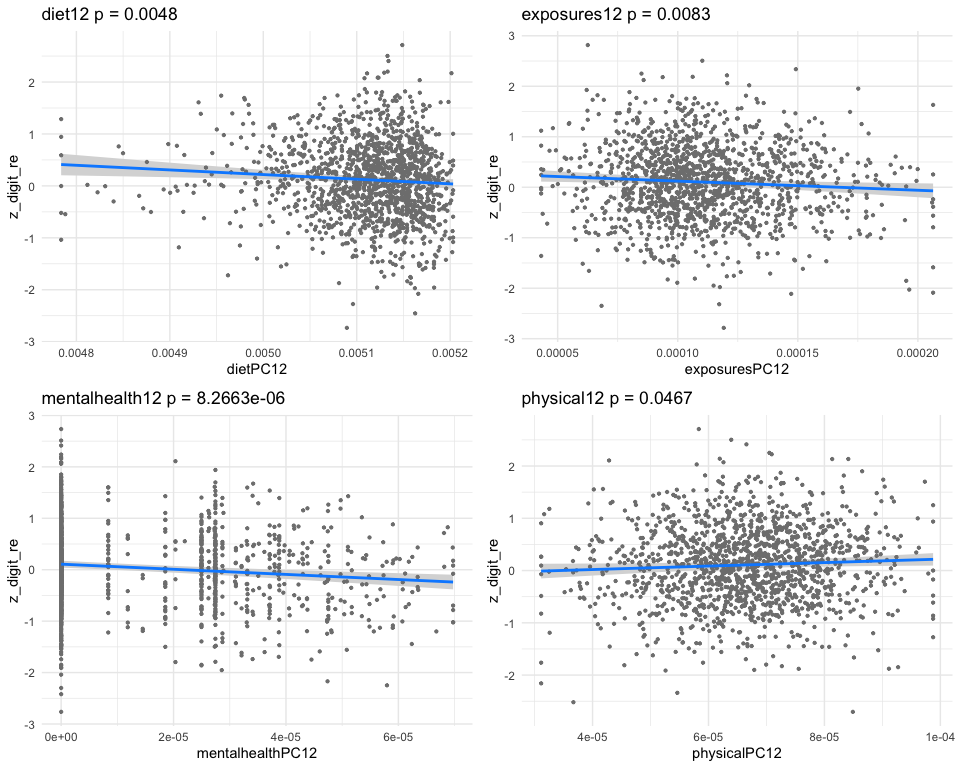 diet12 p = 0.0048
z_digit_re
2
1
0
-1
-2
-3
0.0048
0.0049
0.0050
0.0051
0.0052
dietPC12
exposures12 p = 0.0083
z_digit_re
3
2
1
0
-1
-2
-3
0.00005
0.00010
0.00015
0.00020
exposuresPC12
mentalhealth12 p = 8.2663e-06
z_digit_re
3
2
1
0
-1
-2
-3
0e+00
2e-05
4e-05
6e-05
mentalhealthPC12
physical12 p = 0.0467
z_digit_re
2
1
0
-1
-2
4e-05
6e-05
8e-05
1e-04
physicalPC12